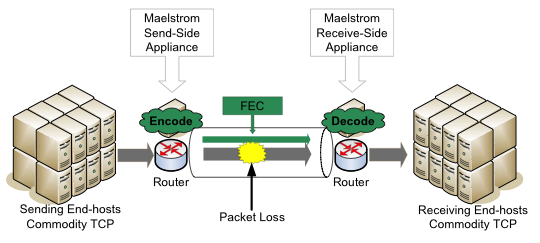 Maelstrom
Send-Side
Appliance
Maelstrom
Receive-Side
Appliance
FEC
Encode
Decode
Router
Router
Packet Loss
Sending End-hosts
Commodity TCP
Receiving End-hosts
Commodity TCP